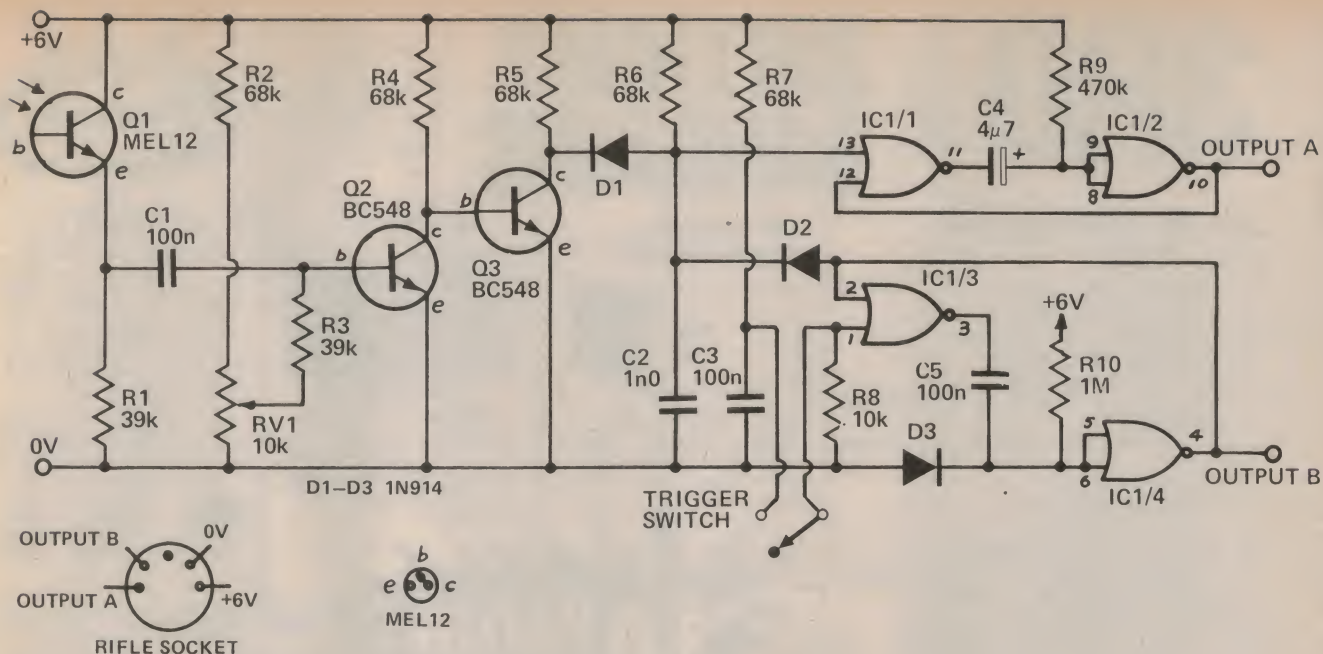 +6V
c
Q1
MEL12
b
e
C1
100n
R1
39k
0V
R2
68k
R3
39k
RV1
10k
R4
68k
Q2
BC548
b
c
e
R5
68k
b
c
e
Q3
BC548
D1
R6
68k
R7
68k
IC1/1
13
12
11
C4
4μ7
+
R9
470k
IC1/2
9
8
10
OUTPUT A
D2
IC1/3
2
1
3
C2
1n0
C3
100n
R8
10k
C5
100n
+6V
R10
1M
D3
5
6
4
IC1/4
OUTPUT B
D1–D3 1N914
TRIGGER
SWITCH
OUTPUT B
0V
OUTPUT A
+6V
RIFLE SOCKET
b
e
c
MEL12